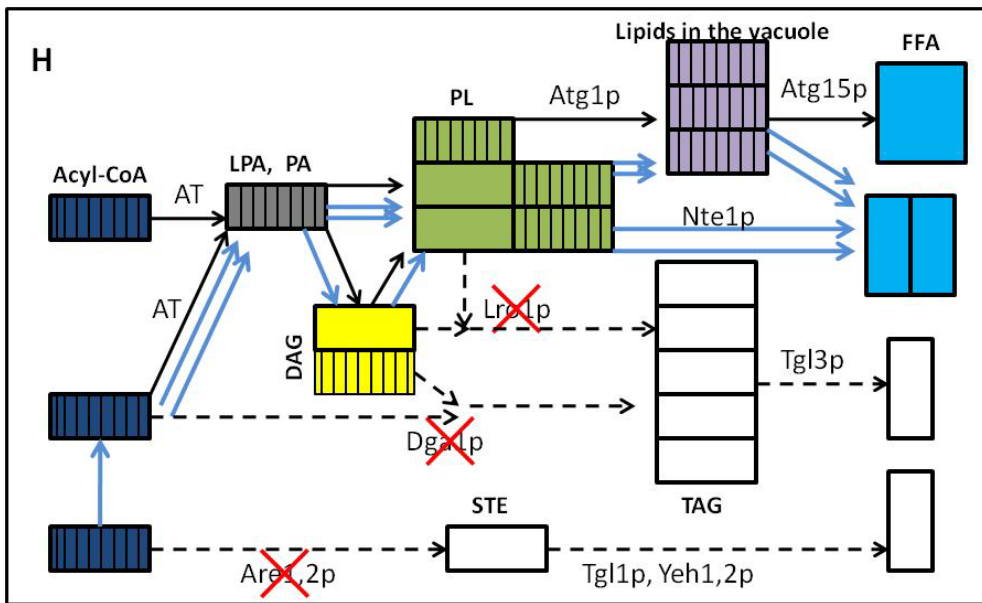 H
Lipids in the vacuole
FFA
PL
Atg1p
Atg15p
Acyl-CoA
LPA, PA
AT
Nte1p
AT
DAG
Lro1p
Tgl3p
Dga1p
STE
TAG
Are1,2p
Tgl1p, Yeh1,2p